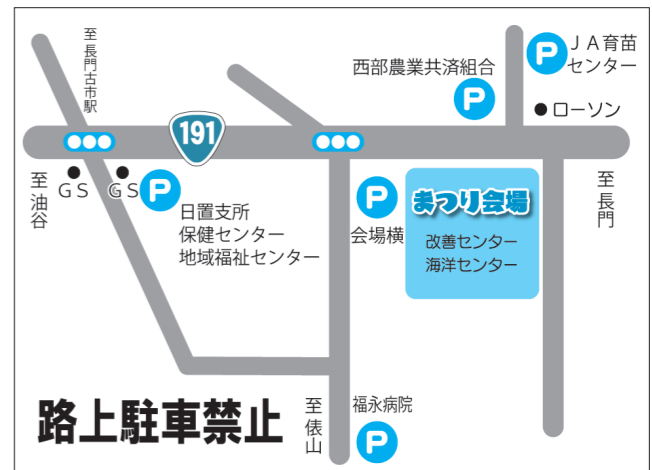 至長門古市駅
191
西部農業共済組合
P
P
JA育苗
センター
ローソン
至油谷
GS
GS
P
日置支所
保健センター
地域福祉センター
P
会場横
まつり会場
改善センター
海洋センター
至長門
路上駐車禁止
至俵山
福永病院
P